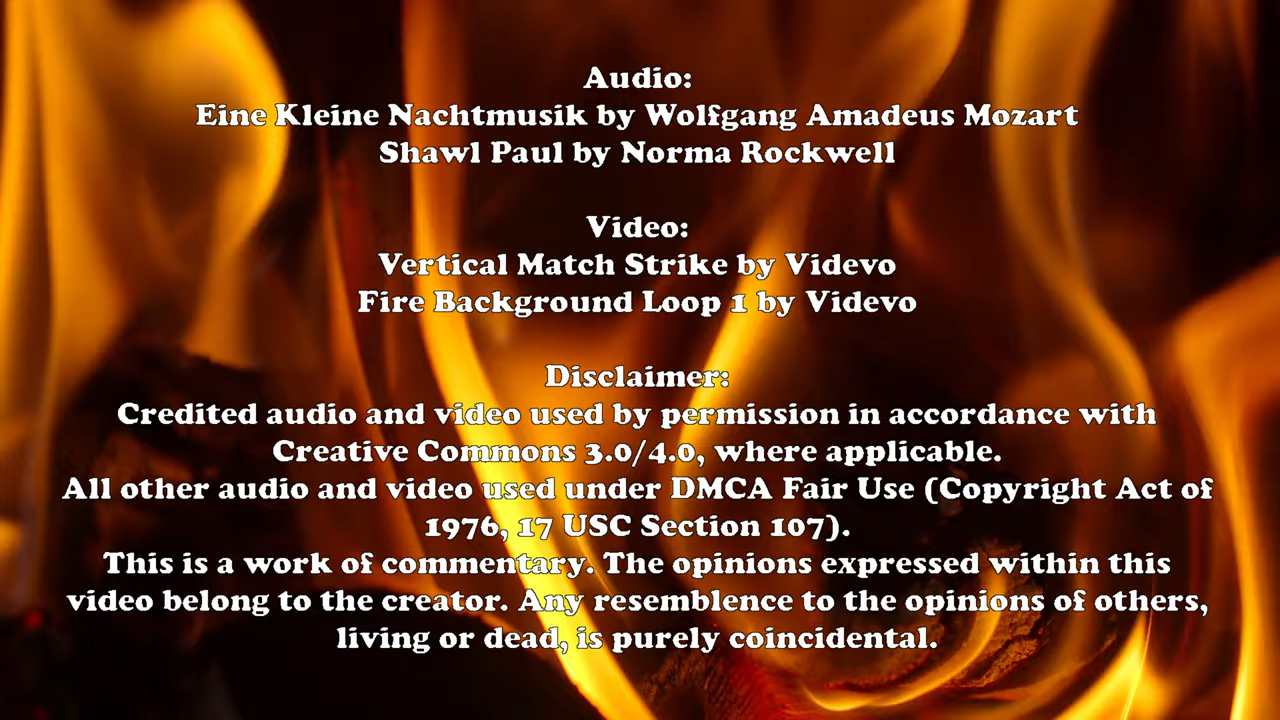 Audio:
Eine Kleine Nachtmusik by Wolfgang Amadeus Mozart
Shawl Paul by Norma Rockwell
Video:
Vertical Match Strike by Videvo
Fire Background Loop 1 by Videvo
Disclaimer:
Credited audio and video used by permission in accordance with
Creative Commons 3.0/4.0, where applicable.
All other audio and video used under DMCA Fair Use (Copyright Act of
1976, 17 USC Section 107).
This is a work of commentary. The opinions expressed within this
video belong to the creator. Any resemblence to the opinions of others,
living or dead, is purely coincidental.